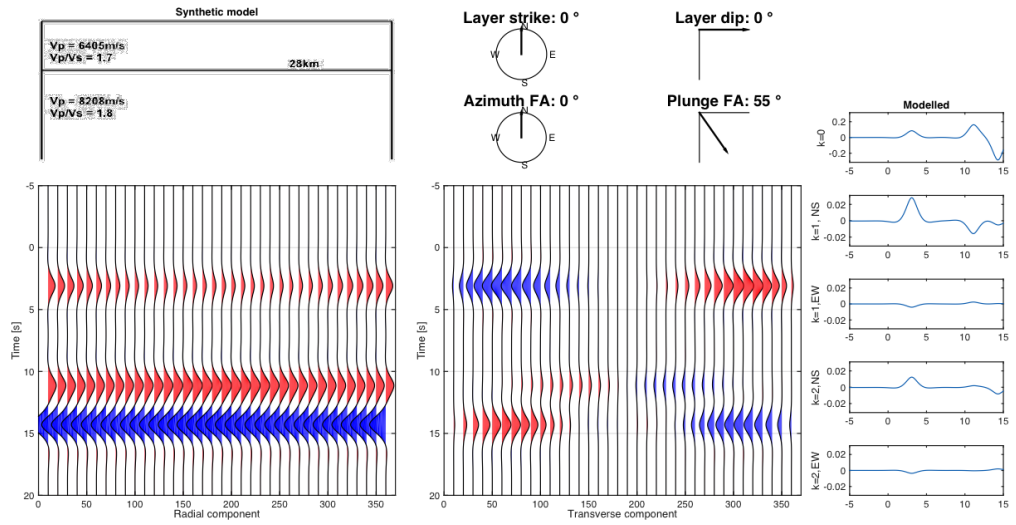 Synthetic model
Vp = 6405m/s
Vp/Vs = 1.7
28km
Vp = 8208m/s
Vp/Vs = 1.8
Layer strike: 0 °
N
W E
S
Layer dip: 0 °
Azimuth FA: 0 °
N
W E
S
Plunge FA: 55 °
-5
0
5
10
15
20
Time [s]
0 50 100 150 200 250 300 350
Radial component
-5
0
5
10
15
20
Time [s]
0 50 100 150 200 250 300 350
Transverse component
Modelled
k=0
0.2
0
-0.2
-5 0 5 10 15
k=1, NS
0.02
0
-0.02
-5 0 5 10 15
k=1,EW
0.02
0
-0.02
-5 0 5 10 15
k=2,NS
0.02
0
-0.02
-5 0 5 10 15
k=2,EW
0.02
0
-0.02
-5 0 5 10 15